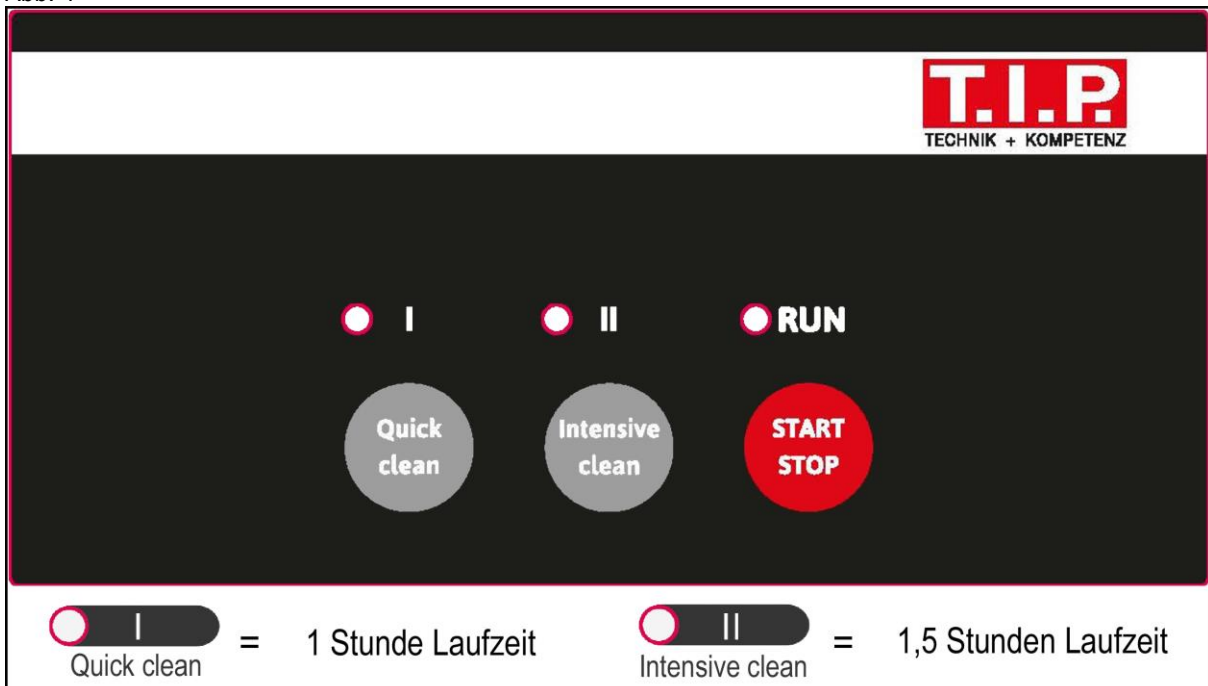 T.I.P.
TECHNIK + KOMPETENZ
I II RUN
Quick Intensive START
clean clean STOP
I = 1 Stunde Laufzeit II = 1,5 Stunden Laufzeit
Quick clean Intensive clean